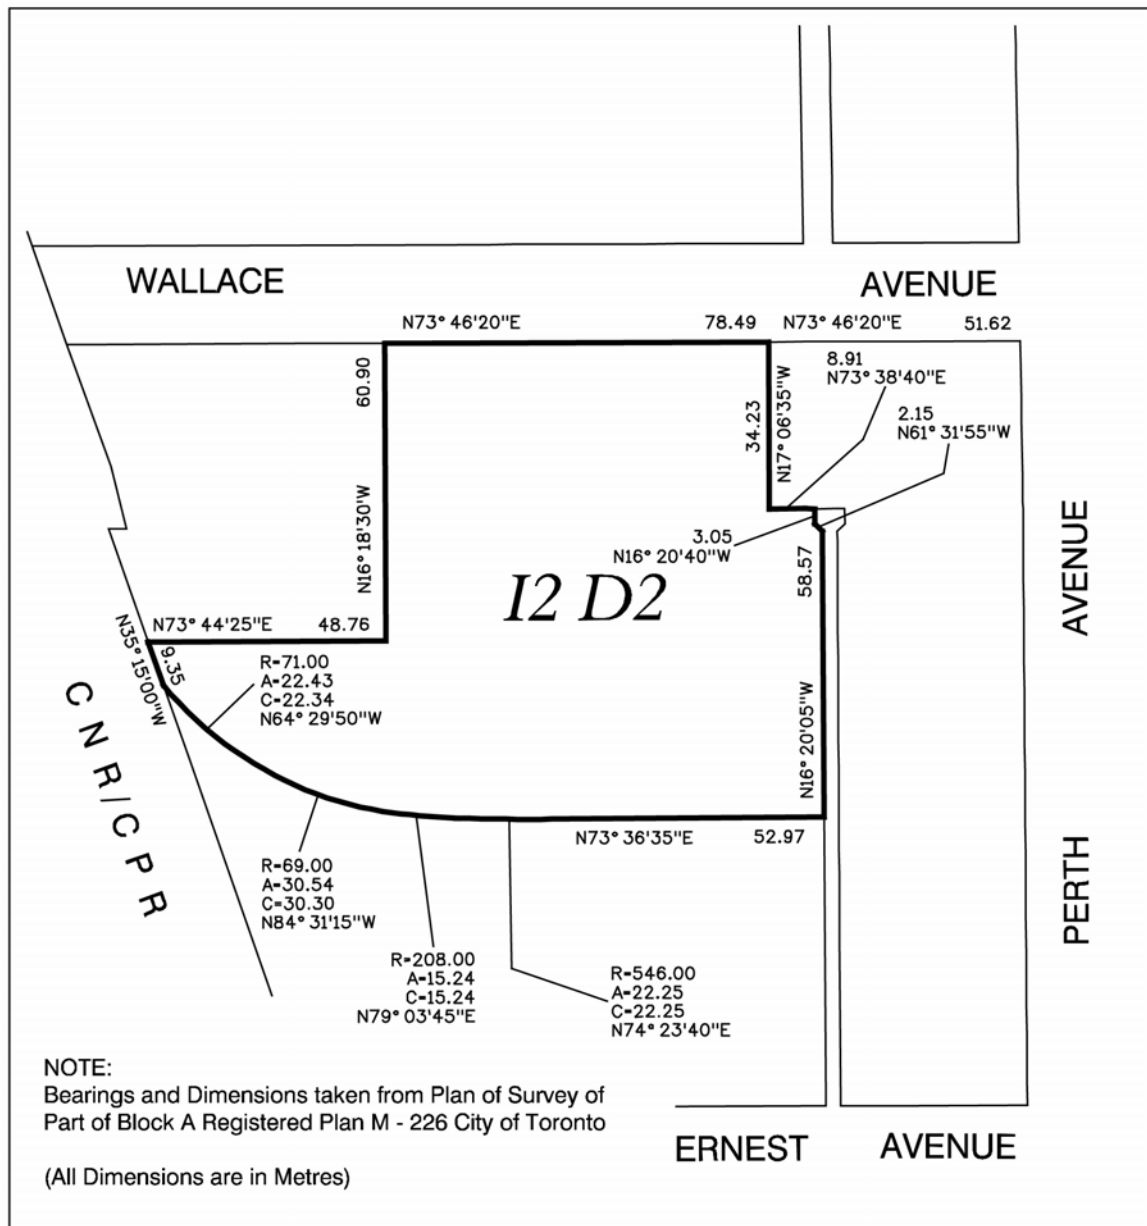 WALLACE
AVENUE
N73° 46'20"E 78.49
N73° 46'20"E 51.62
60.90
N16° 18'30"W
34.23
N17° 06'35"W
8.91
N73° 38'40"E
2.15
N61° 31'55"W
3.05
N16° 20'40"W
58.57
N16° 20'05"W
I2 D2
AVENUE
PERTH
N73° 44'25"E 48.76
N35° 15'00"W
9.35
R-71.00
A-22.43
C-22.34
N64° 29'50"W
C N R / C P R
N73° 36'35"E 52.97
R-69.00
A-30.54
C-30.30
N84° 31'15"W
R-208.00
A-15.24
C-15.24
N79° 03'45"E
R-546.00
A-22.25
C-22.25
N74° 23'40"E
NOTE:
Bearings and Dimensions taken from Plan of Survey of
Part of Block A Registered Plan M - 226 City of Toronto
(All Dimensions are in Metres)
ERNEST AVENUE